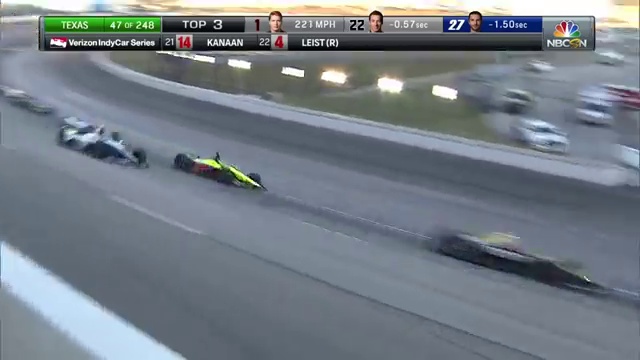 TEXAS 47 OF 248 TOP 3 1 221 MPH 22 -0.57sec 27 -1.50sec
Verizon IndyCar Series 21 14 KANAAN 22 4 LEIST (R) NBCSN